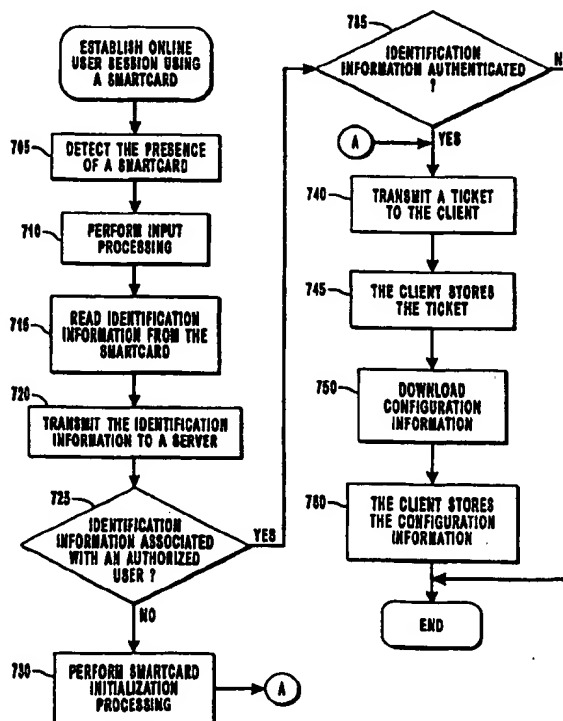 ESTABLISH ONLINE
USER SESSION USING
A SMARTCARD
705
DETECT THE PRESENCE
OF A SMARTCARD
710
PERFORM INPUT
PROCESSING
715
READ IDENTIFICATION
INFORMATION FROM THE
SMARTCARD
720
TRANSMIT THE IDENTIFICATION
INFORMATION TO A SERVER
725
IDENTIFICATION
INFORMATION ASSOCIATED
WITH AN AUTHORIZED
USER ?
YES
NO
730
PERFORM SMARTCARD
INITIALIZATION
PROCESSING
A
735
IDENTIFICATION
INFORMATION AUTHENTICATED
?
N
A
YES
740
TRANSMIT A TICKET
TO THE CLIENT
745
THE CLIENT STORES
THE TICKET
750
DOWNLOAD
CONFIGURATION
INFORMATION
760
THE CLIENT STORES
THE CONFIGURATION
INFORMATION
END